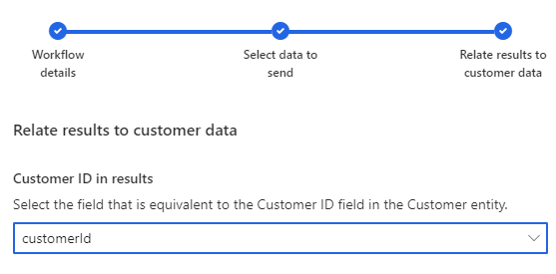 Workflow
details
Select data to
send
Relate results to
customer data
Relate results to customer data
Customer ID in results
Select the field that is equivalent to the Customer ID field in the Customer entity.
customerId